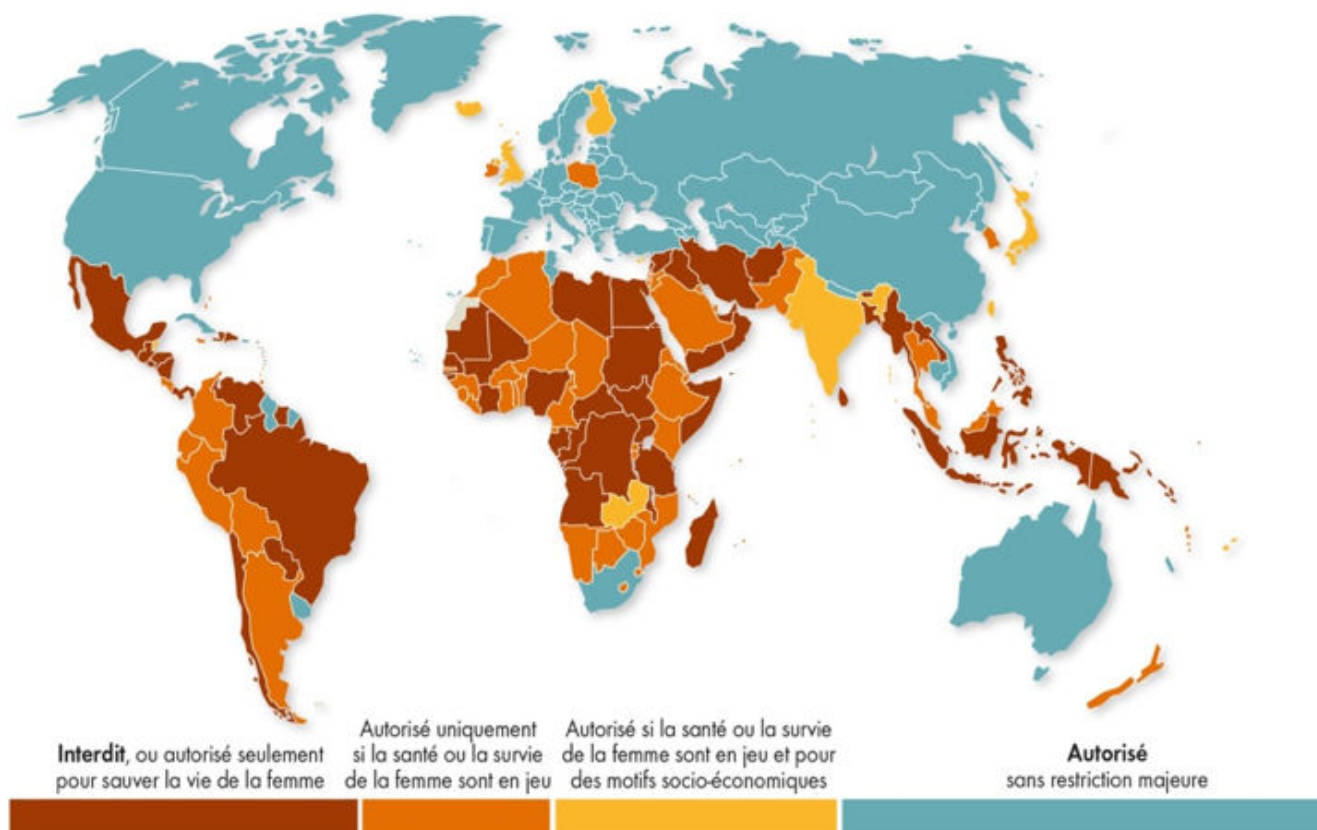 Interdit, ou autorisé seulement
pour sauver la vie de la femme
Autorisé uniquement
si la santé ou la survie
de la femme sont en jeu
Autorisé si la santé ou la survie
de la femme sont en jeu et pour
des motifs socio-économiques
Autorisé
sans restriction majeure